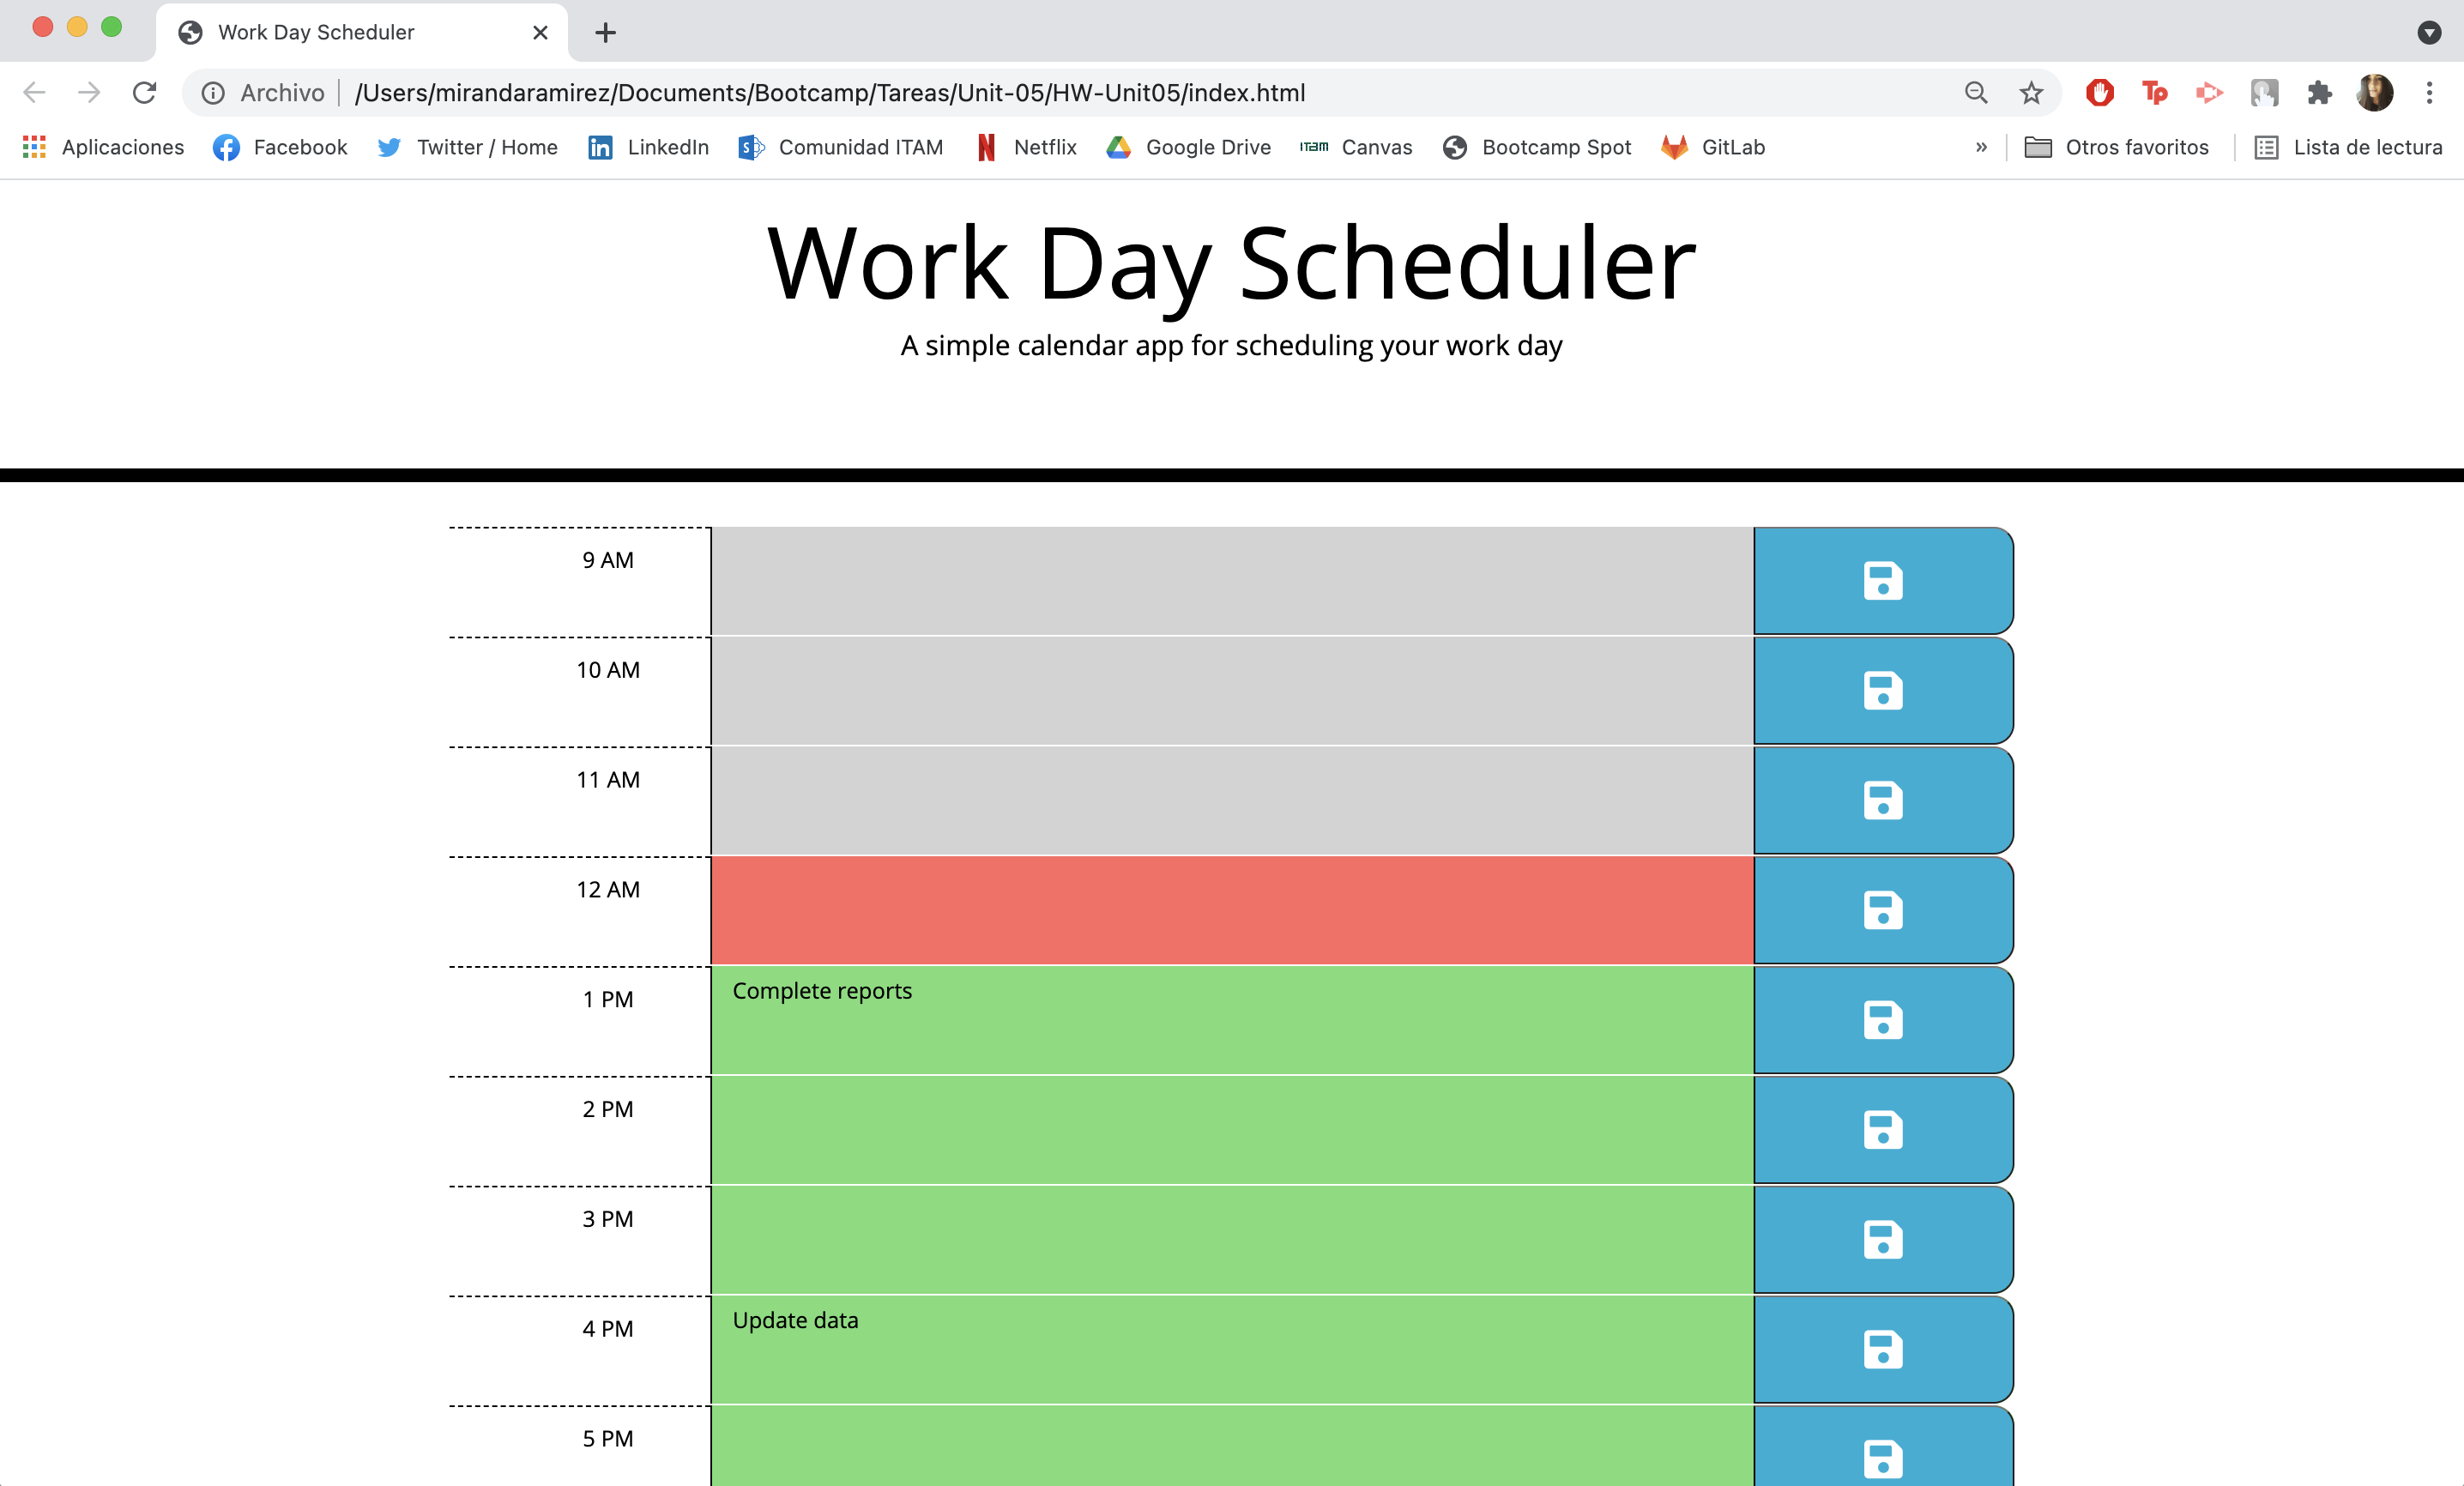 Work Day Scheduler
Archivo /Users/mirandaramirez/Documents/Bootcamp/Tareas/Unit-05/HW-Unit05/index.html
Tp
Aplicaciones Facebook Twitter / Home LinkedIn Comunidad ITAM Netflix Google Drive ITAM Canvas Bootcamp Spot GitLab » Otros favoritos Lista de lectura
Work Day Scheduler
A simple calendar app for scheduling your work day
9 AM
10 AM
11 AM
12 AM
1 PM Complete reports
2 PM
3 PM
4 PM Update data
5 PM